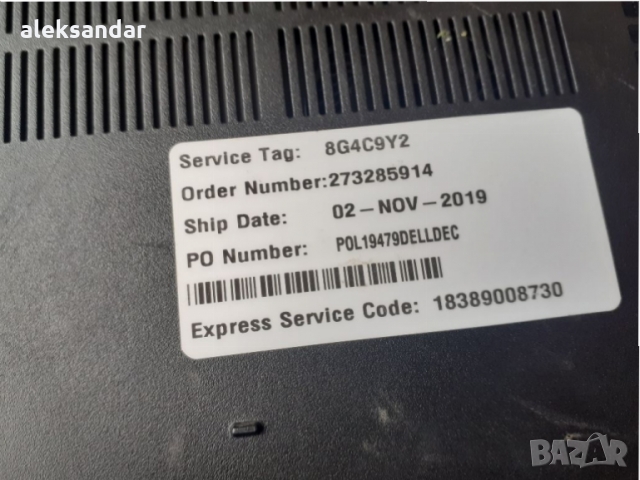 aleksandar
Service Tag: 8G4C9Y2
Order Number:273285914
Ship Date: 02-NOV-2019
PO Number: POL19479DELLDEC
Express Service Code: 18389008730
BAZAR